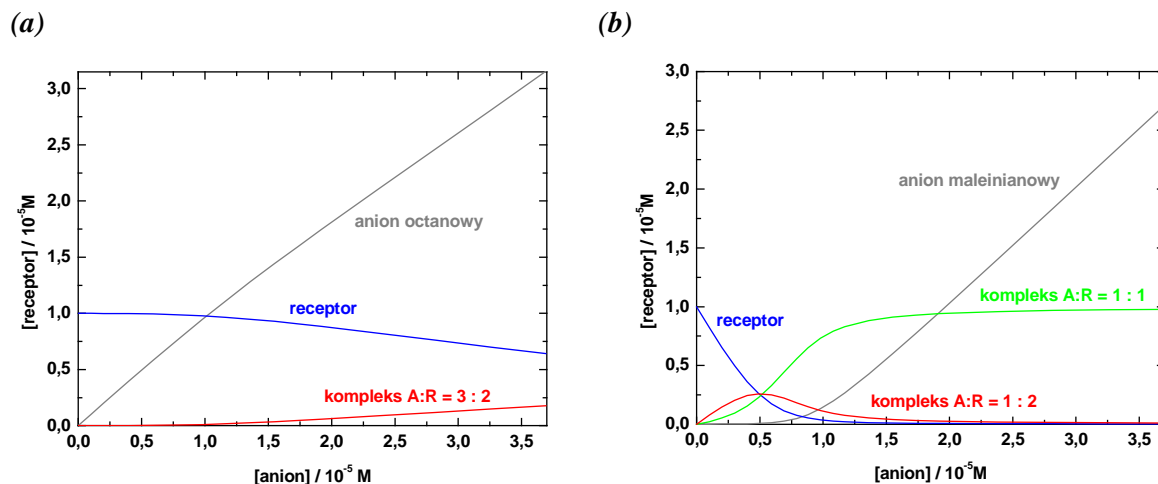 (a)
(b)
3,0
2,5
2,0
1,5
1,0
0,5
0,0
[receptor] / 10⁻⁵M
anion octanowy
receptor
kompleks A:R = 3 : 2
0,0 0,5 1,0 1,5 2,0 2,5 3,0 3,5
[anion] / 10⁻⁵ M
3,0
2,5
2,0
1,5
1,0
0,5
0,0
[receptor] / 10⁻⁵M
anion maleinianowy
kompleks A:R = 1 : 1
receptor
kompleks A:R = 1 : 2
0,0 0,5 1,0 1,5 2,0 2,5 3,0 3,5
[anion] / 10⁻⁵ M